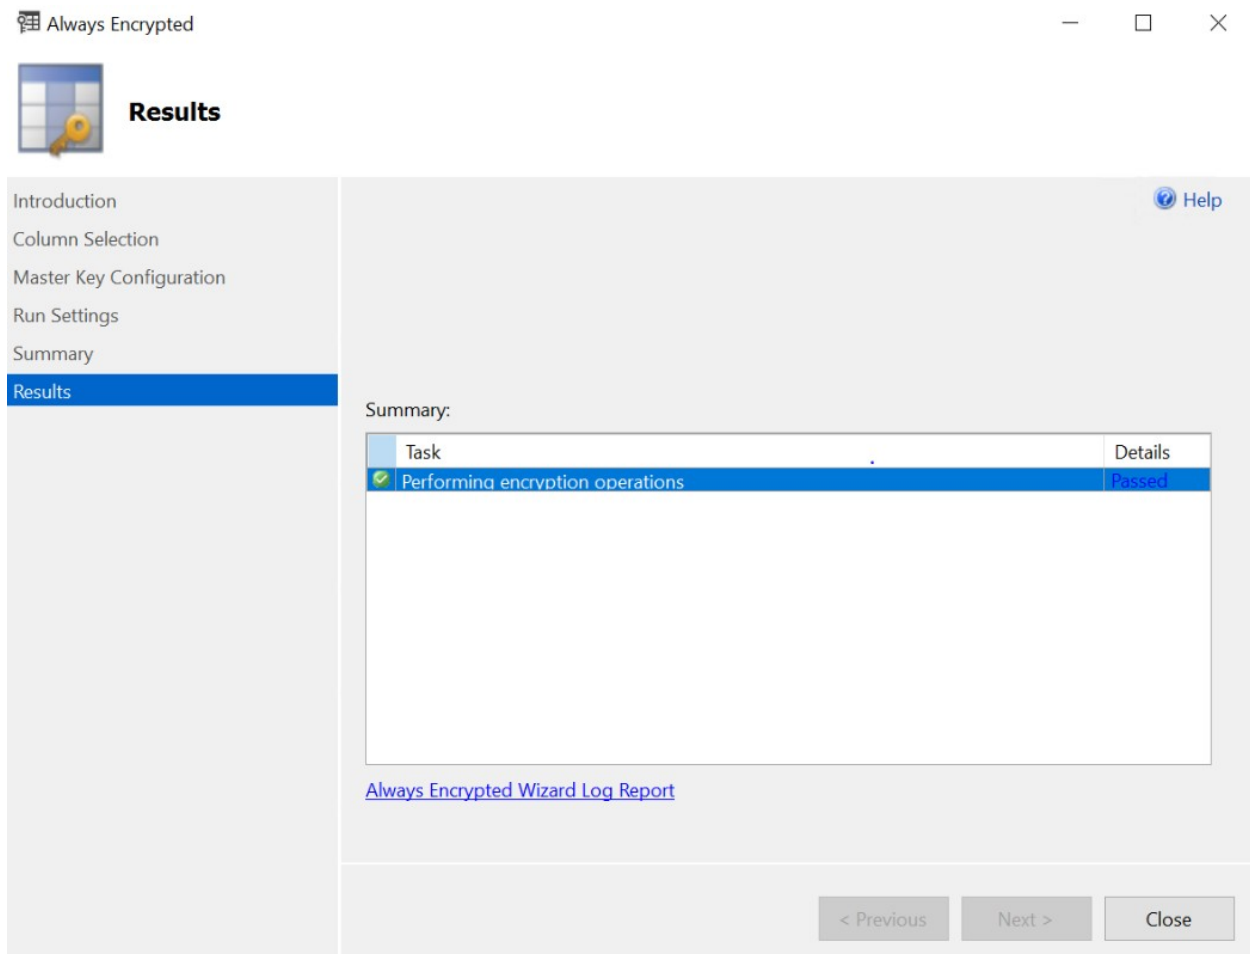 Always Encrypted
Results
Introduction
Column Selection
Master Key Configuration
Run Settings
Summary
Results
Help
Summary:
Task Details
Performing encryption operations Passed
Always Encrypted Wizard Log Report
< Previous Next > Close